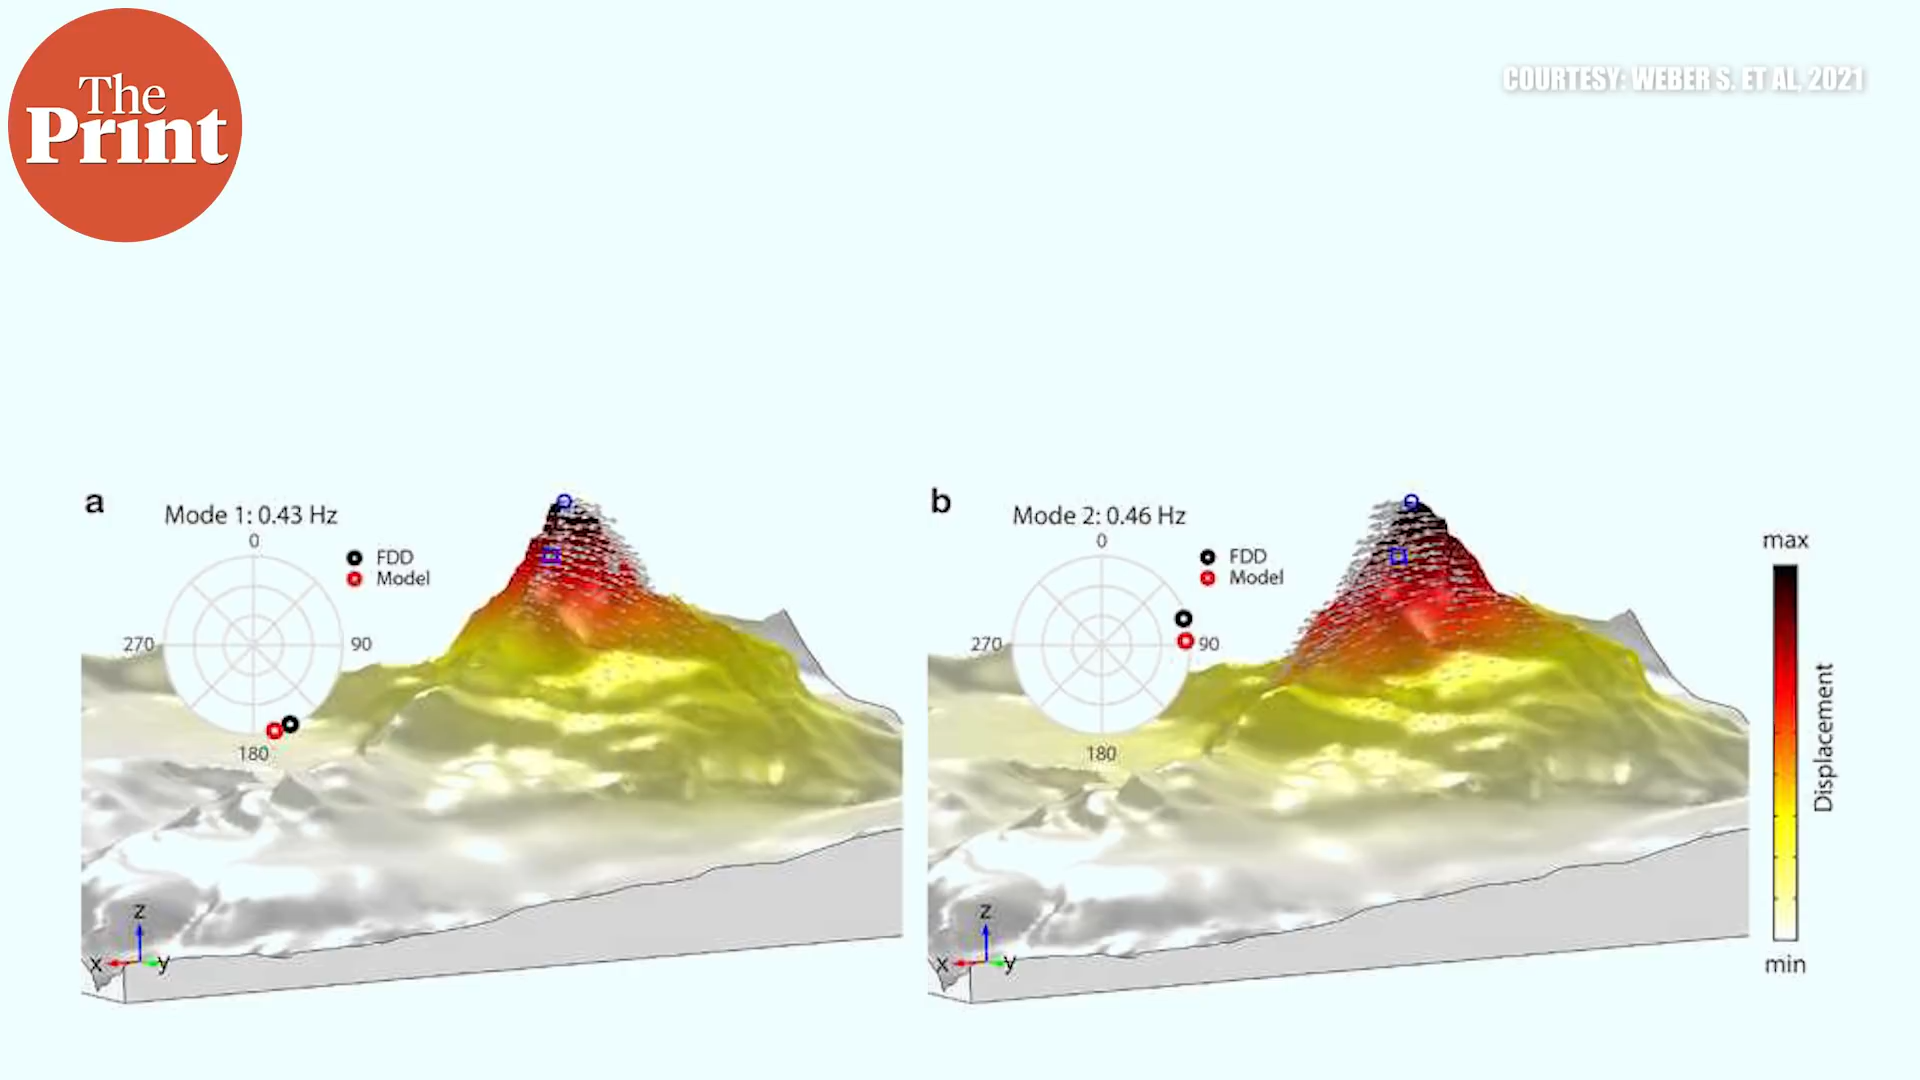 The
Print
COURTESY: WEBER S. ET AL, 2021
a
Mode 1: 0.43 Hz
0
FDD
Model
270
90
180
z
x
y
b
Mode 2: 0.46 Hz
0
FDD
Model
270
90
180
z
x
y
max
Displacement
min